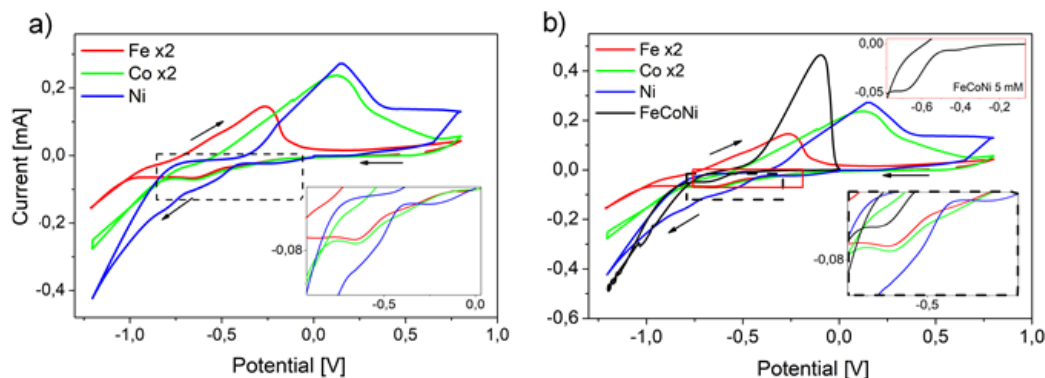 a)
Fe x2
Co x2
Ni
0,2
0,0
-0,2
-0,4
Current [mA]
-0,08
-0,5
0,0
-1,0
-0,5
0,0
0,5
1,0
Potential [V]
b)
Fe x2
Co x2
Ni
FeCoNi
0,4
0,2
0,0
-0,2
-0,4
-0,6
0,00
-0,05
FeCoNi 5 mM
-0,6
-0,4
-0,2
-0,08
-0,5
-1,0
-0,5
0,0
0,5
1,0
Potential [V]